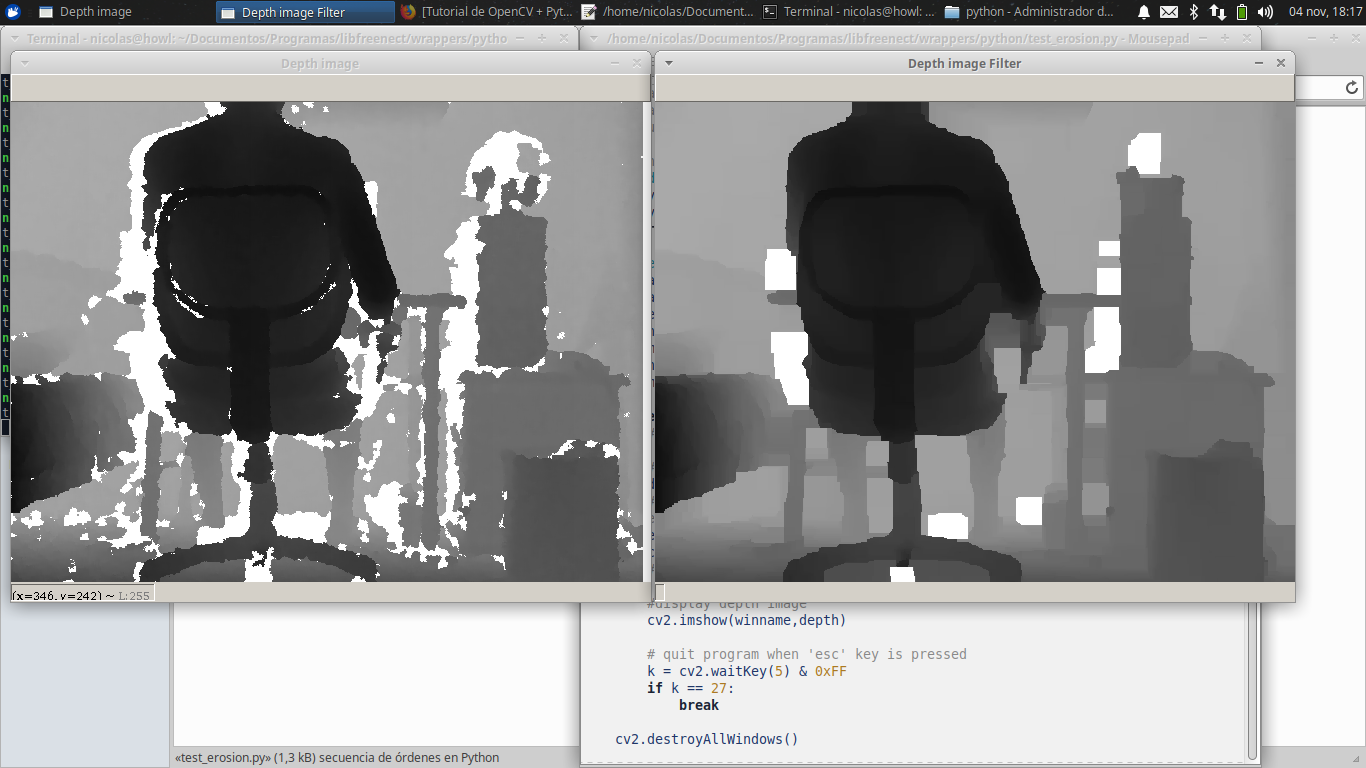 Depth image
Depth image Filter
[Tutorial de OpenCV + Pyt...
/home/nicolas/Document...
Terminal - nicolas@howl: ...
python - Administrador d...
04 nov, 18:17
Terminal - nicolas@howl: ~/Documentos/Programas/libfreenect/wrappers/pytho
/home/nicolas/Documentos/Programas/libfreenect/wrappers/python/test_erosion.py - Mousepad
Depth image
Depth image Filter
(x=346, y=242) ~ L:255
#display depth image
cv2.imshow(winname,depth)
# quit program when 'esc' key is pressed
k = cv2.waitKey(5) & 0xFF
if k == 27:
break
cv2.destroyAllWindows()
«test_erosion.py» (1,3 kB) secuencia de órdenes en Python